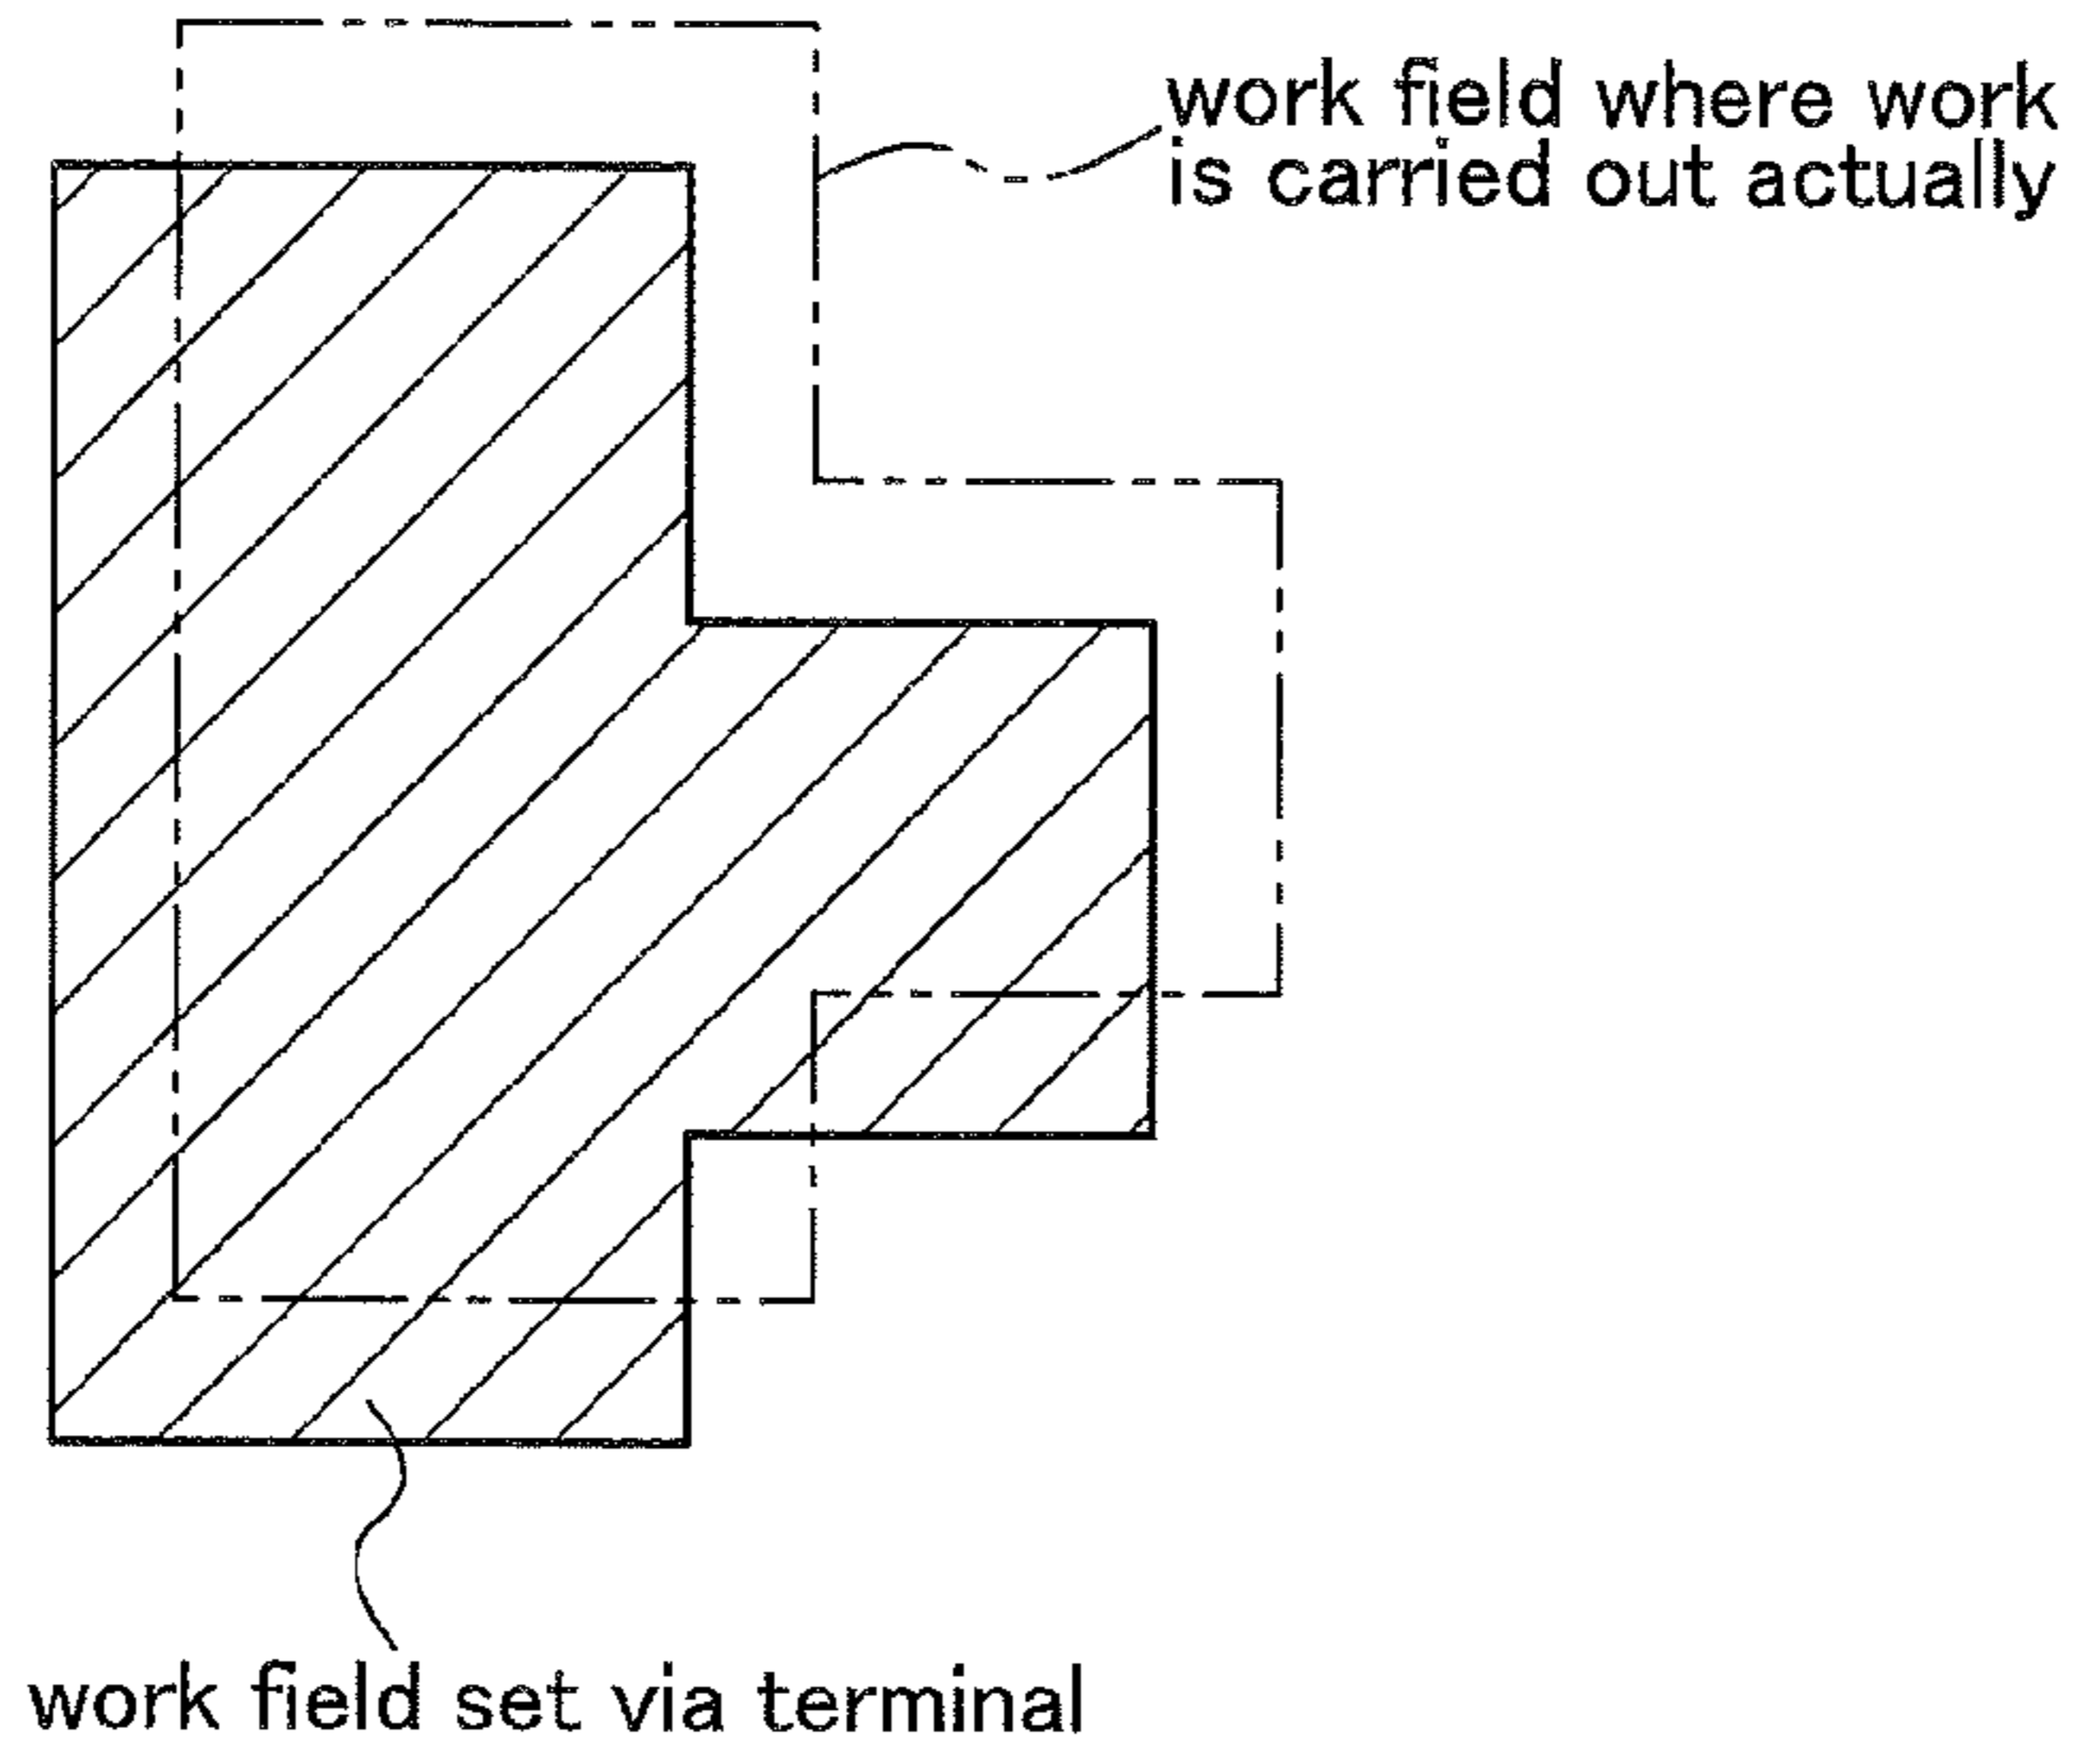 work field where work
is carried out actually
work field set via terminal